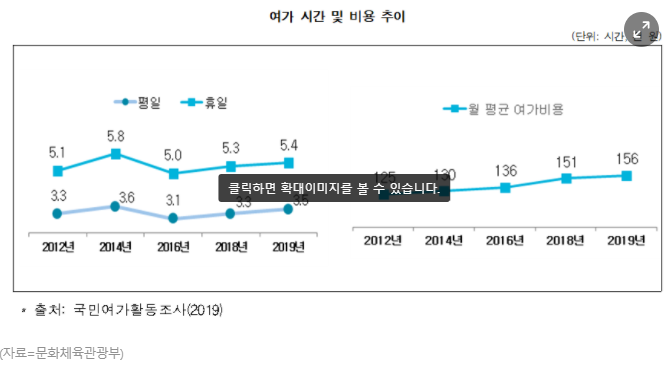 여가 시간 및 비용 추이
(단위: 시간, 원)
평일 휴일
5.1 5.8 5.0 5.3 5.4
3.3 3.6 3.1 3.3 3.5
2012년 2014년 2016년 2018년 2019년
월 평균 여가비용
125 130 136 151 156
2012년 2014년 2016년 2018년 2019년
클릭하면 확대이미지를 볼 수 있습니다.
출처: 국민여가활동조사(2019)
(자료=문화체육관광부)